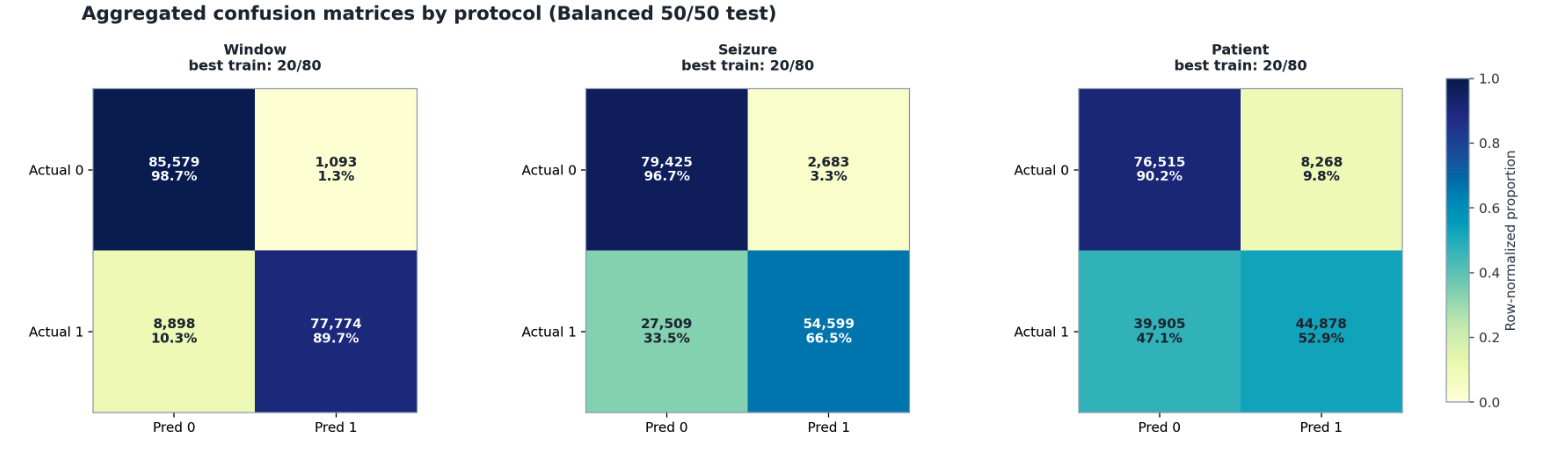 Aggregated confusion matrices by protocol (Balanced 50/50 test)
Window
best train: 20/80
Actual 0
85,579
98.7%
1,093
1.3%
Actual 1
8,898
10.3%
77,774
89.7%
Pred 0
Pred 1
Seizure
best train: 20/80
Actual 0
79,425
96.7%
2,683
3.3%
Actual 1
27,509
33.5%
54,599
66.5%
Pred 0
Pred 1
Patient
best train: 20/80
Actual 0
76,515
90.2%
8,268
9.8%
Actual 1
39,905
47.1%
44,878
52.9%
Pred 0
Pred 1
1.0
0.8
0.6
0.4
0.2
0.0
Row-normalized proportion